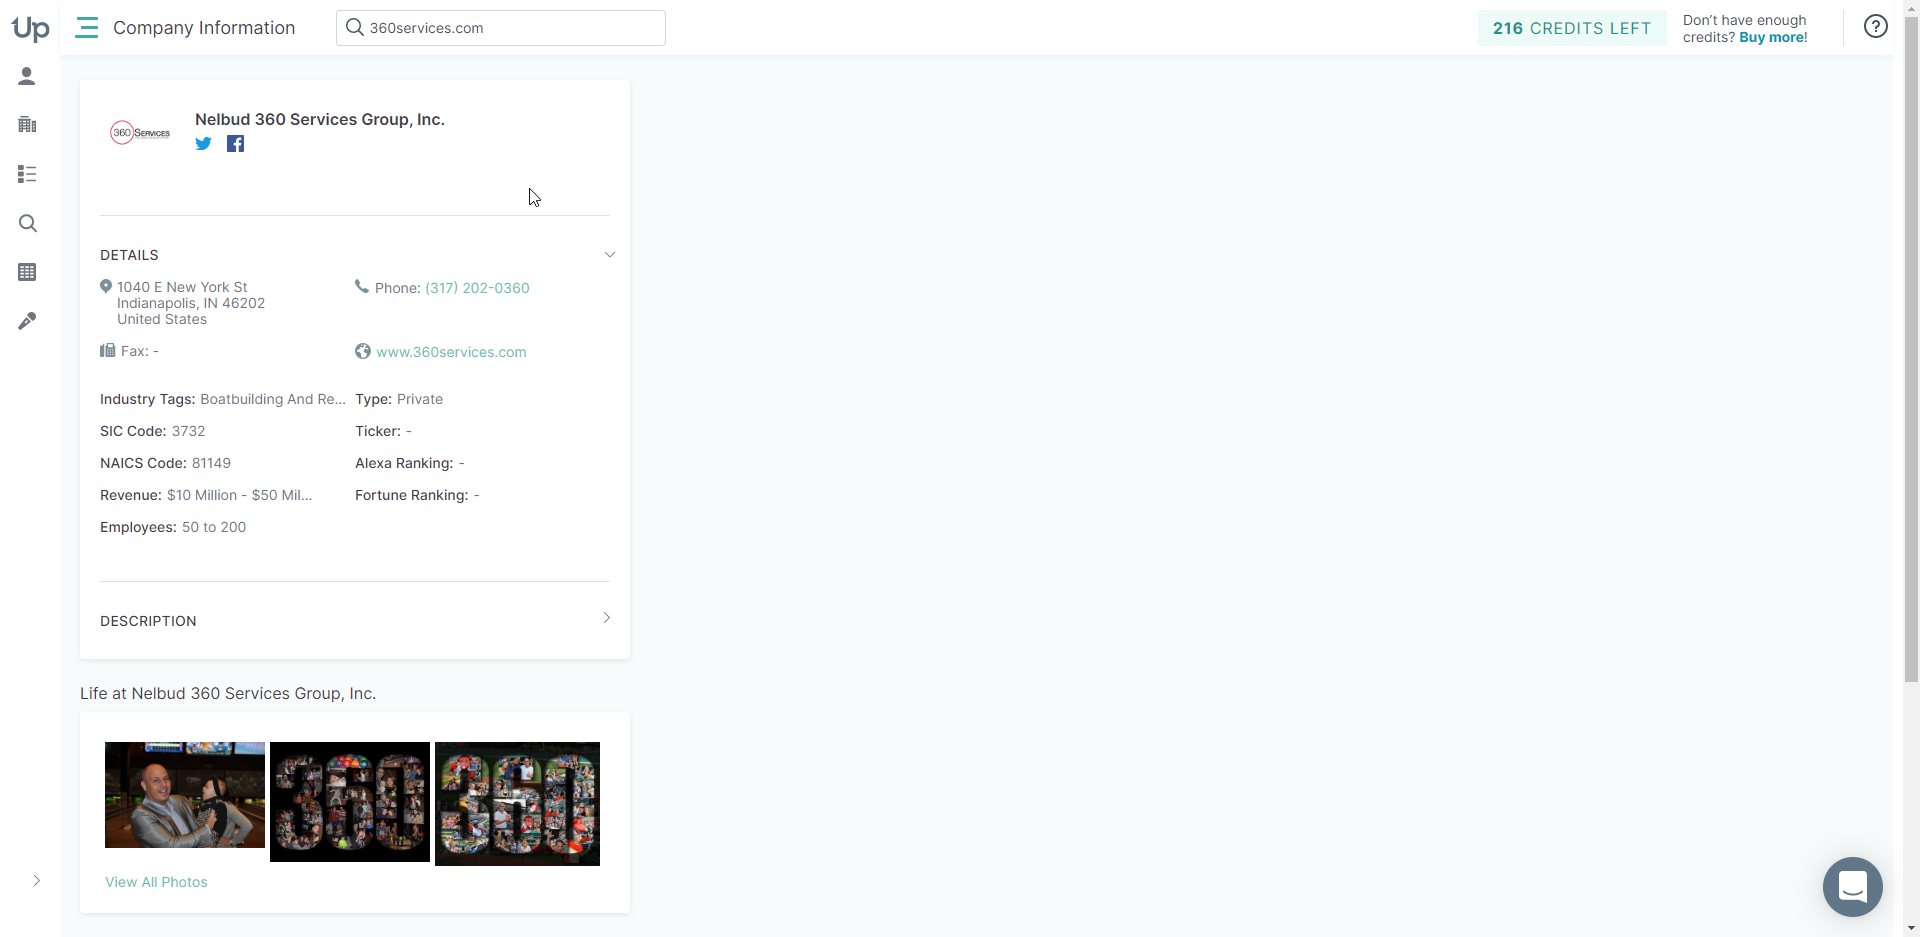 Up
Company Information
360services.com
216 CREDITS LEFT
Don't have enough
credits? Buy more!
360 SERVICES
Nelbud 360 Services Group, Inc.
DETAILS
1040 E New York St
Indianapolis, IN 46202
United States
Phone: (317) 202-0360
Fax: -
www.360services.com
Industry Tags: Boatbuilding And Re...
Type: Private
SIC Code: 3732
Ticker: -
NAICS Code: 81149
Alexa Ranking: -
Revenue: $10 Million - $50 Mil...
Fortune Ranking: -
Employees: 50 to 200
DESCRIPTION
Life at Nelbud 360 Services Group, Inc.
360
360
View All Photos